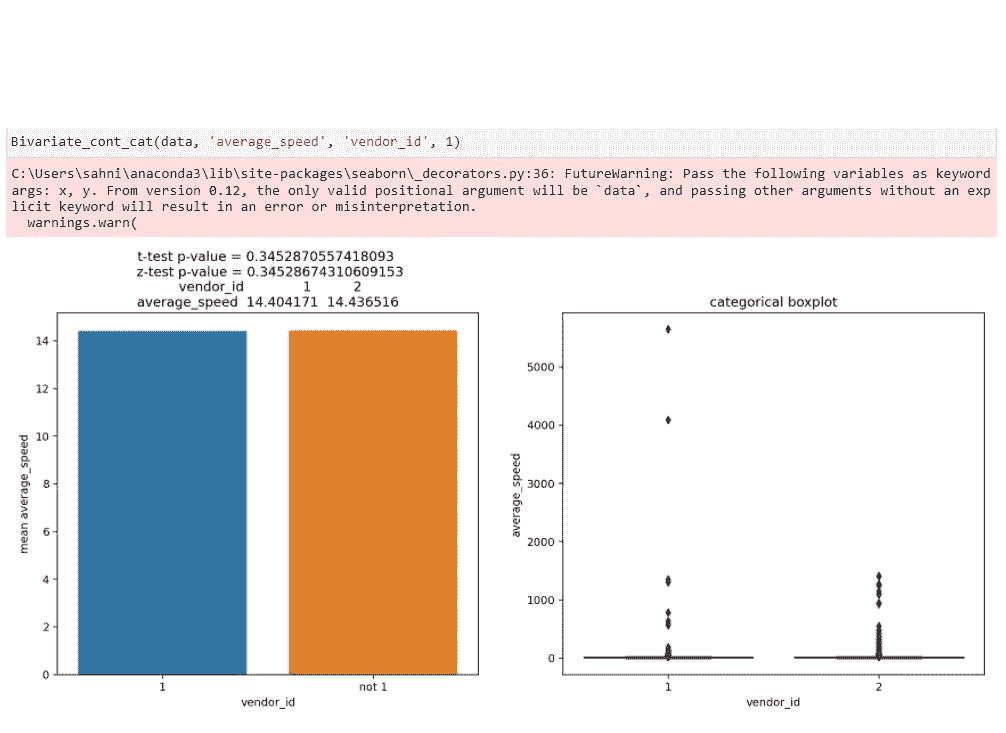 Bivariate_cont_cat(data, 'average_speed', 'vendor_id', 1)
C:\Users\sahni\anaconda3\lib\site-packages\seaborn\_decorators.py:36: FutureWarning: Pass the following variables as keyword
args: x, y. From version 0.12, the only valid positional argument will be `data`, and passing other arguments without an exp
licit keyword will result in an error or misinterpretation.
warnings.warn(
t-test p-value = 0.3452870557418093
z-test p-value = 0.34528674310609153
vendor_id 1 2
average_speed 14.404171 14.436516
14
12
10
8
6
4
2
0
mean average_speed
1 not 1
vendor_id
categorical boxplot
5000
4000
3000
2000
1000
0
average_speed
1 2
vendor_id